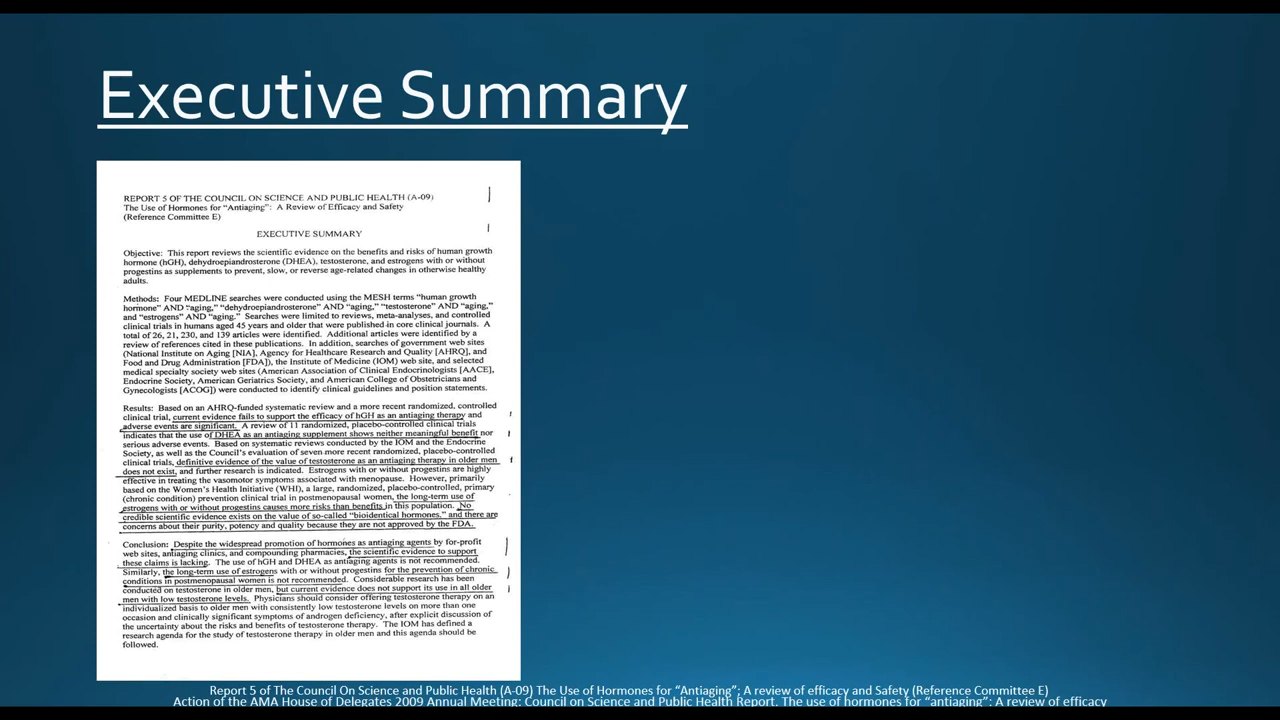 Executive Summary
REPORT 5 OF THE COUNCIL ON SCIENCE AND PUBLIC HEALTH (A-09)
The Use of Hormones for "Antiaging": A Review of Efficacy and Safety
(Reference Committee E)
EXECUTIVE SUMMARY
Objective: This report reviews the scientific evidence on the benefits and risks of human growth
hormone (hGH), dehydroepiandrosterone (DHEA), testosterone, and estrogens with or without
progestins as supplements to prevent, slow, or reverse age-related changes in otherwise healthy
adults.
Methods: Four MEDLINE searches were conducted using the MESH terms "human growth
hormone" AND "aging," "dehydroepiandrosterone" AND "aging," "testosterone" AND "aging,"
and "estrogens" AND "aging." Searches were limited to reviews, meta-analyses, and controlled
clinical trials in humans aged 45 years and older that were published in core clinical journals. A
total of 26, 21, 230, and 139 articles were identified. Additional articles were identified by a
review of references cited in these publications. In addition, searches of government web sites
(National Institute on Aging [NIA], Agency for Healthcare Research and Quality [AHRQ], and
Food and Drug Administration [FDA]), the Institute of Medicine (IOM) web site, and selected
medical specialty society web sites (American Association of Clinical Endocrinologists [AACE],
Endocrine Society, American Geriatrics Society, and American College of Obstetricians and
Gynecologists [ACOG]) were conducted to identify clinical guidelines and position statements.
Results: Based on an AHRQ-funded systematic review and a more recent randomized, controlled
clinical trial, current evidence fails to support the efficacy of hGH as an antiaging therapy and
adverse events are significant. A review of 11 randomized, placebo-controlled clinical trials
indicates that the use of DHEA as an antiaging supplement shows neither meaningful benefit nor
serious adverse events. Based on systematic reviews conducted by the IOM and the Endocrine
Society, as well as the Council's evaluation of seven more recent randomized, placebo-controlled
clinical trials, definitive evidence of the value of testosterone as an antiaging therapy in older men
does not exist, and further research is indicated. Estrogens with or without progestins are highly
effective in treating the vasomotor symptoms associated with menopause. However, primarily
based on the Women's Health Initiative (WHI), a large, randomized, placebo-controlled, primary
(chronic condition) prevention clinical trial in postmenopausal women, the long-term use of
estrogens with or without progestins causes more risks than benefits in this population. No
credible scientific evidence exists on the value of so-called "bioidentical hormones," and there are
concerns about their purity, potency and quality because they are not approved by the FDA.
Conclusion: Despite the widespread promotion of hormones as antiaging agents by for-profit
web sites, antiaging clinics, and compounding pharmacies, the scientific evidence to support
these claims is lacking. The use of hGH and DHEA as antiaging agents is not recommended.
Similarly, the long-term use of estrogens with or without progestins for the prevention of chronic
conditions in postmenopausal women is not recommended. Considerable research has been
conducted on testosterone in older men, but current evidence does not support its use in all older
men with low testosterone levels. Physicians should consider offering testosterone therapy on an
individualized basis to older men with consistently low testosterone levels on more than one
occasion and clinically significant symptoms of androgen deficiency, after explicit discussion of
the uncertainty about the risks and benefits of testosterone therapy. The IOM has defined a
research agenda for the study of testosterone therapy in older men and this agenda should be
followed.
Report 5 of The Council On Science and Public Health (A-09) The Use of Hormones for "Antiaging"; A review of efficacy and Safety (Reference Committee E)
Action of the AMA House of Delegates 2009 Annual Meeting: Council on Science and Public Health Report. The use of hormones for "antiaging"; A review of efficacy